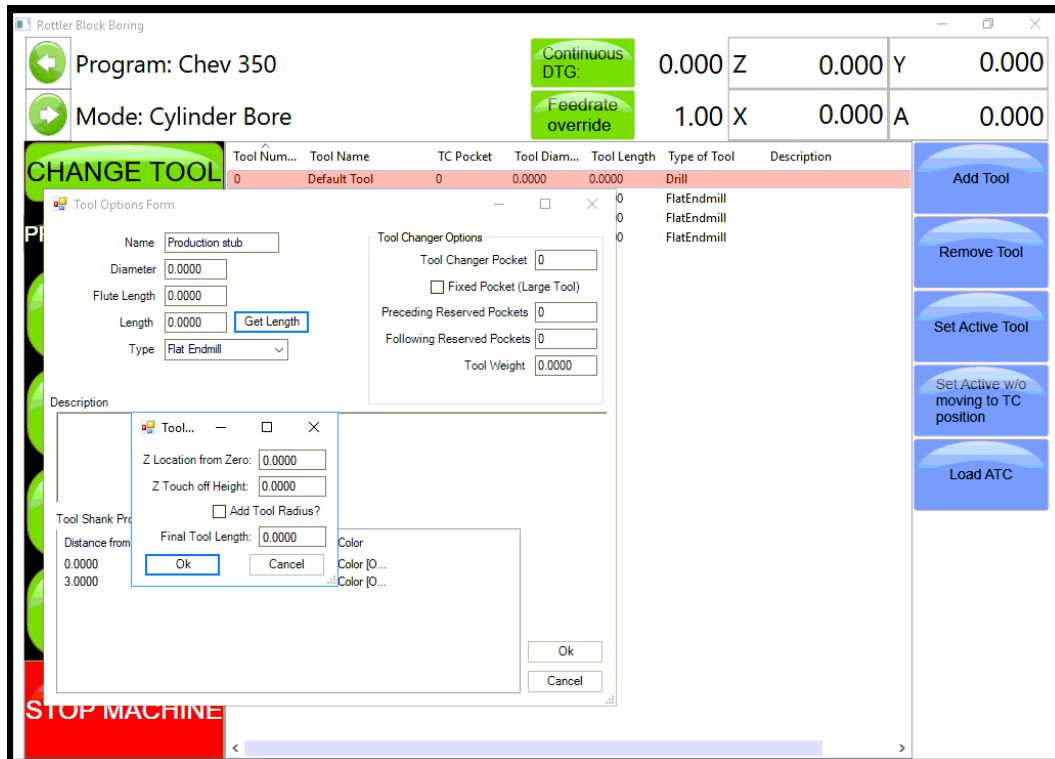 Rottler Block Boring
Program: Chev 350
Continuous DTG:
0.000 Z 0.000 Y 0.000
Mode: Cylinder Bore
Feedrate override
1.00 X 0.000 A 0.000
CHANGE TOOL
Tool Num... Tool Name TC Pocket Tool Diam... Tool Length Type of Tool Description
0 Default Tool 0 0.0000 0.0000 Drill
0 FlatEndmill
FlatEndmill
0 FlatEndmill
Add Tool
Remove Tool
Set Active Tool
Set Active w/o
moving to TC
position
Load ATC
Tool Options Form
Name Production stub
Diameter 0.0000
Flute Length 0.0000
Length 0.0000 Get Length
Type Flat Endmill
Tool Changer Options
Tool Changer Pocket 0
Fixed Pocket (Large Tool)
Preceding Reserved Pockets 0
Following Reserved Pockets 0
Tool Weight 0.0000
Description
Tool...
Z Location from Zero: 0.0000
Z Touch off Height: 0.0000
Add Tool Radius?
Final Tool Length: 0.0000
Ok Cancel
Tool Shank
Distance from Color
0.0000 Color [O...
3.0000 Color [O...
Ok
Cancel
STOP MACHINE